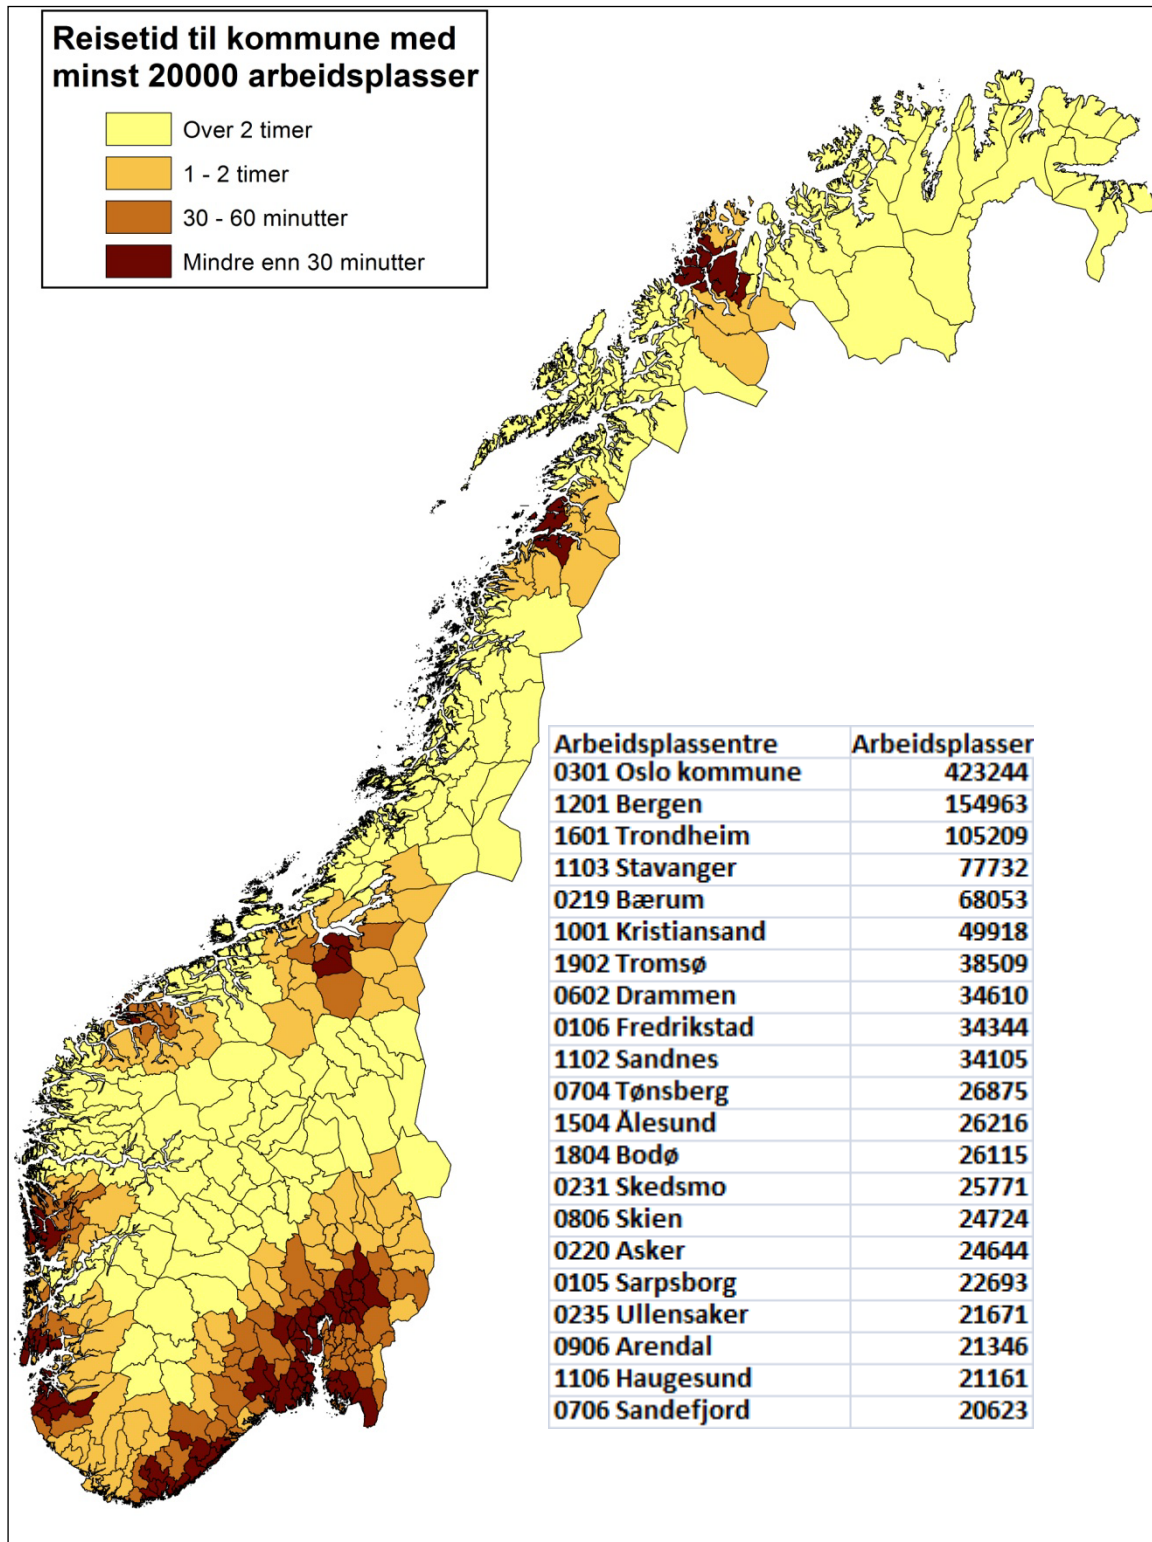 Reisetid til kommune med
minst 20000 arbeidsplasser
Over 2 timer
1 - 2 timer
30 - 60 minutter
Mindre enn 30 minutter
Arbeidsplassentre Arbeidsplasser
0301 Oslo kommune 423244
1201 Bergen 154963
1601 Trondheim 105209
1103 Stavanger 77732
0219 Bærum 68053
1001 Kristiansand 49918
1902 Tromsø 38509
0602 Drammen 34610
0106 Fredrikstad 34344
1102 Sandnes 34105
0704 Tønsberg 26875
1504 Ålesund 26216
1804 Bodø 26115
0231 Skedsmo 25771
0806 Skien 24724
0220 Asker 24644
0105 Sarpsborg 22693
0235 Ullensaker 21671
0906 Arendal 21346
1106 Haugesund 21161
0706 Sandefjord 20623